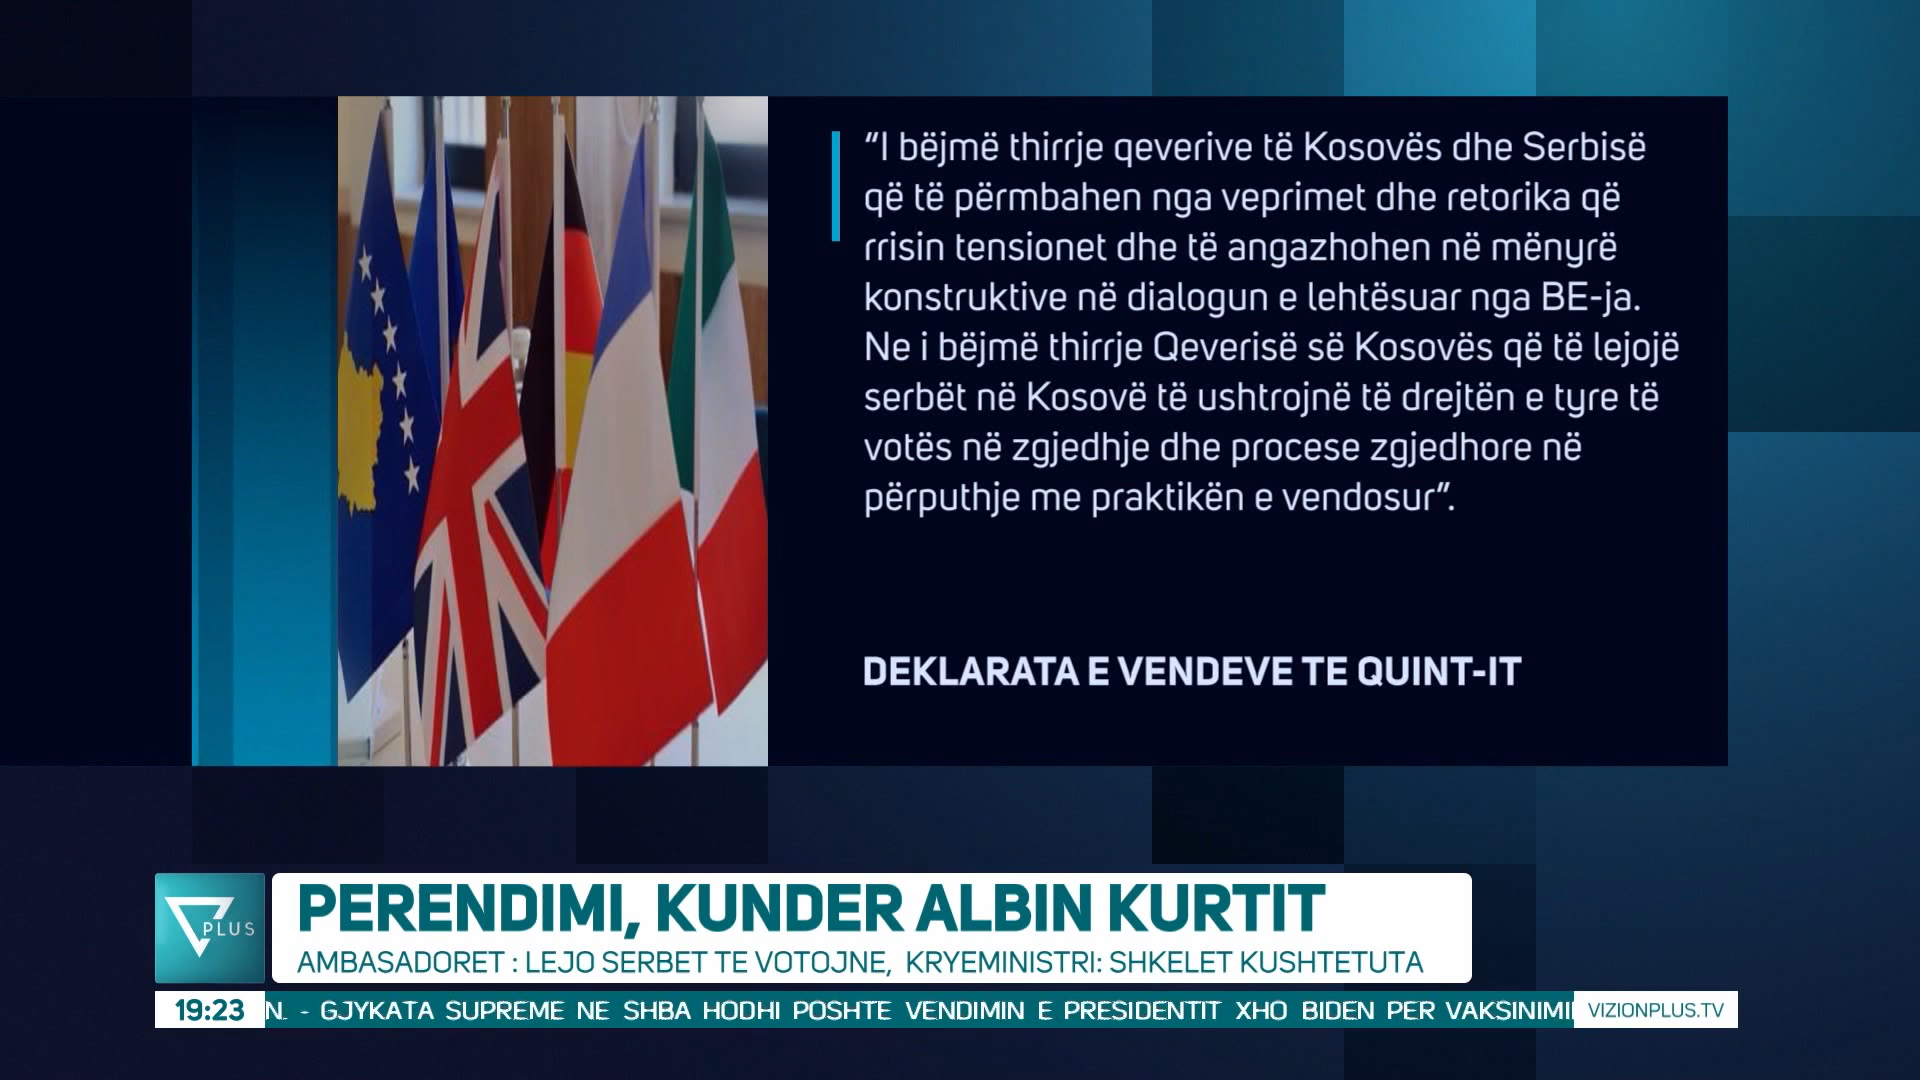 “I bëjmë thirrje qeverive të Kosovës dhe Serbisë
që të përmbahen nga veprimet dhe retorika që
rrisin tensionet dhe të angazhohen në mënyrë
konstruktive në dialogun e lehtësuar nga BE-ja.
Ne i bëjmë thirrje Qeverisë së Kosovës që të lejojë
serbët në Kosovë të ushtrojnë të drejtën e tyre të
votës në zgjedhje dhe procese zgjedhore në
përputhje me praktikën e vendosur”.
DEKLARATA E VENDEVE TE QUINT-IT
PERENDIMI, KUNDER ALBIN KURTIT
PLUS
AMBASADORET : LEJO SERBET TE VOTOJNE, KRYEMINISTRI: SHKELET KUSHTETUTA
19:23 N. - GJYKATA SUPREME NE SHBA HODHI POSHTE VENDIMIN E PRESIDENTIT XHO BIDEN PER VAKSINIMI VIZIONPLUS.TV